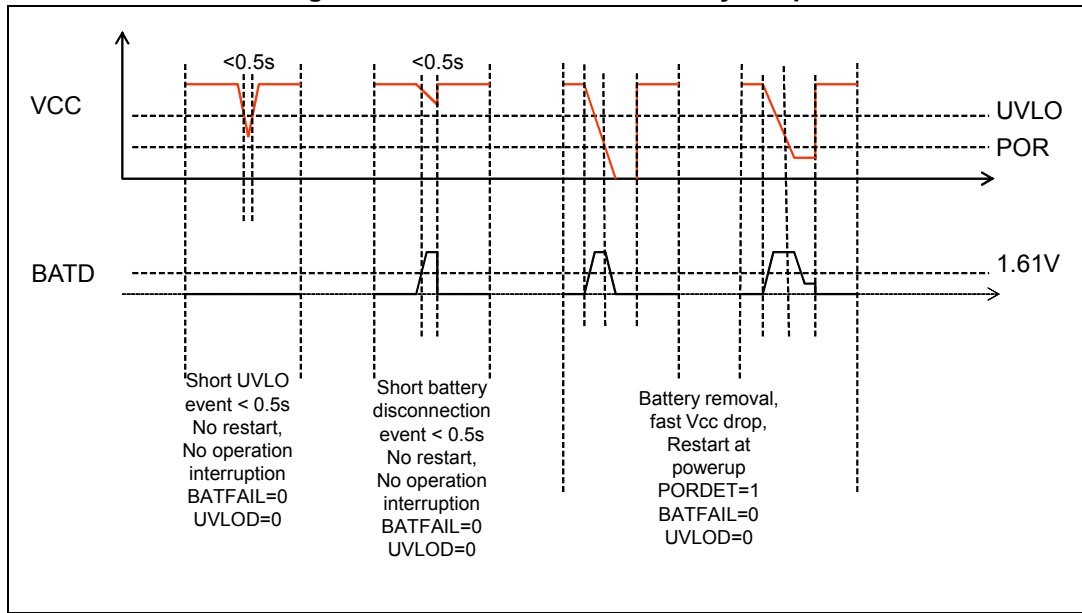 <0.5s
<0.5s
VCC
UVLO
POR
BATD
1.61V
Short UVLO
event < 0.5s
No restart,
No operation
interruption
BATFAIL=0
UVLOD=0
Short battery
disconnection
event < 0.5s
No restart,
No operation
interruption
BATFAIL=0
UVLOD=0
Battery removal,
fast Vcc drop,
Restart at
powerup
PORDET=1
BATFAIL=0
UVLOD=0